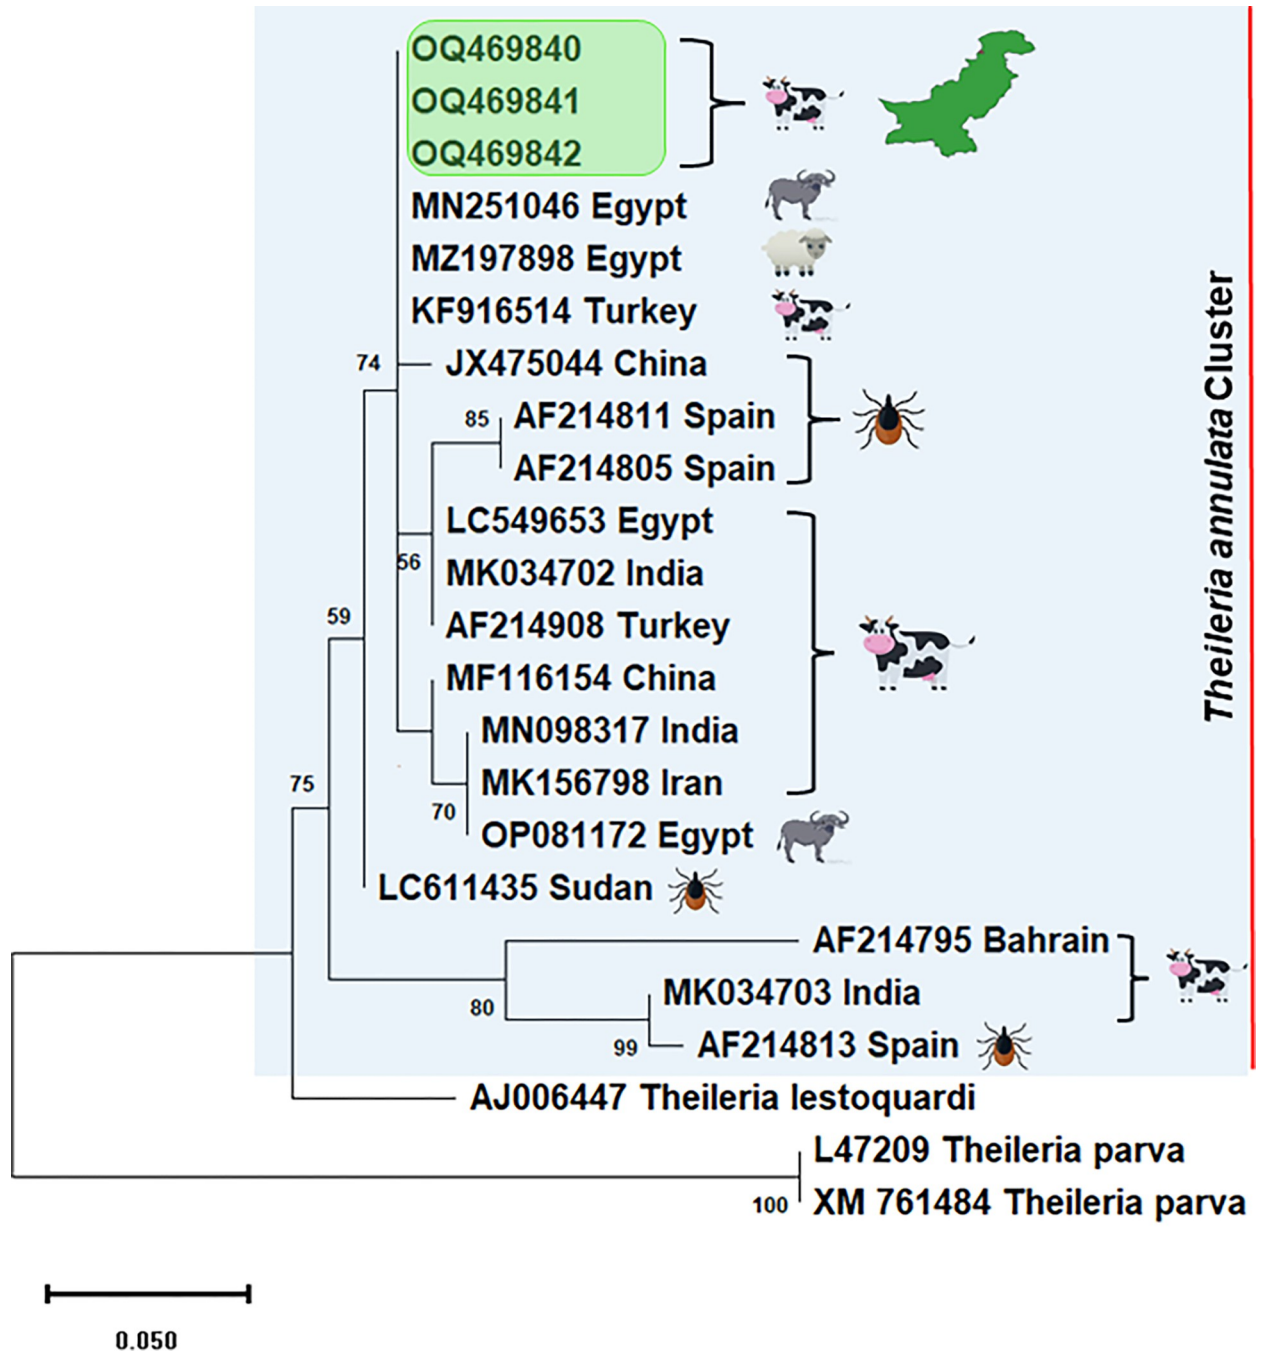 OQ469840
OQ469841
OQ469842
MN251046 Egypt
MZ197898 Egypt
KF916514 Turkey
74
JX475044 China
85
AF214811 Spain
AF214805 Spain
LC549653 Egypt
56
MK034702 India
AF214908 Turkey
59
MF116154 China
MN098317 India
75
MK156798 Iran
70
OP081172 Egypt
LC611435 Sudan
AF214795 Bahrain
80
MK034703 India
99
AF214813 Spain
Theileria annulata Cluster
AJ006447 Theileria lestoquardi
L47209 Theileria parva
100
XM 761484 Theileria parva
0.050